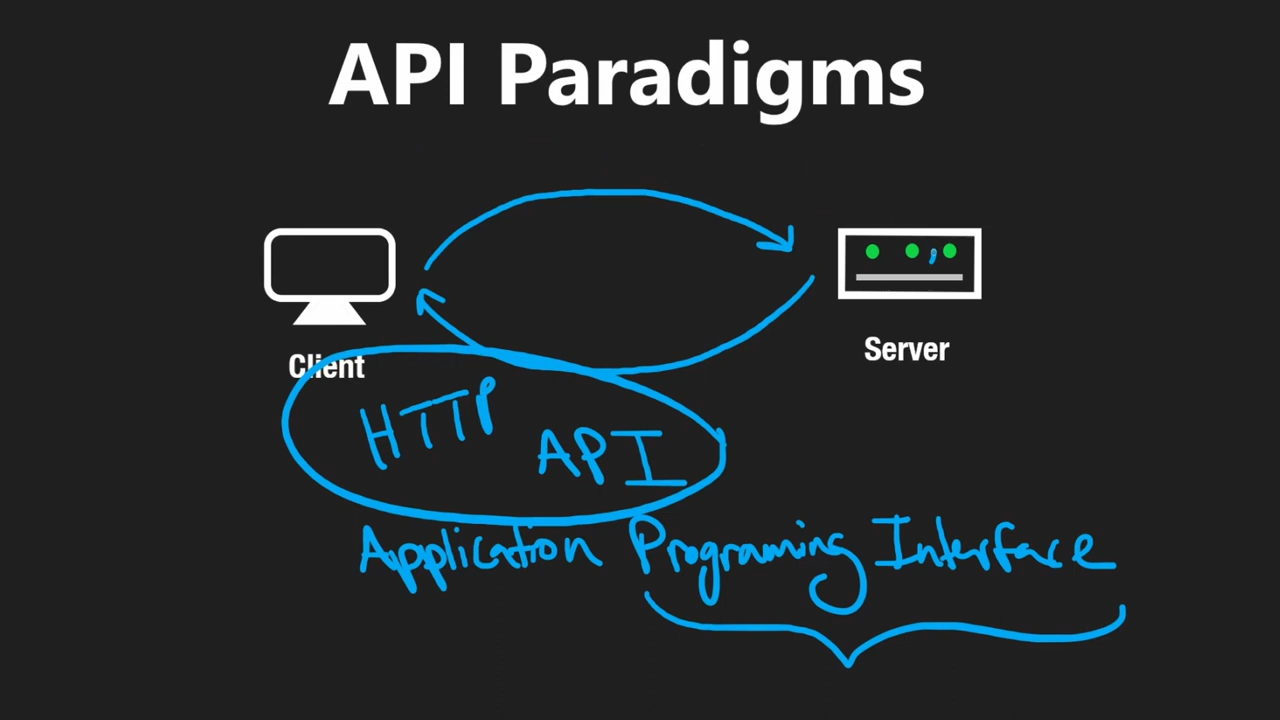 API Paradigms
Client
Server
HTTP
API
Application Programing Interface